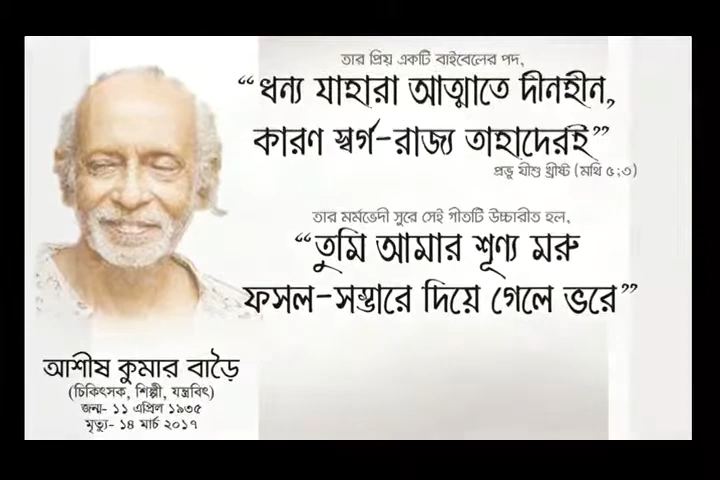 তার প্রিয় একটি বাইবেলের পদ,
“ধন্য যাহারা আত্মাতে দীনহীন,
কারণ স্বর্গ-রাজ্য তাহাদেরই”
প্রভু যীশু খ্রীষ্ট (মথি ৫;৩)
তার মর্মভেদী সুরে সেই গীতটি উচ্চারীত হল,
“তুমি আমার শূণ্য মরু
ফসল-সম্ভারে দিয়ে গেলে ভরে”
আশীষ কুমার বাড়ৈ
(চিকিৎসক, শিল্পী, যন্ত্রবিৎ)
জন্ম- ১১ এপ্রিল ১৯৩৫
মৃত্যু- ১৪ মার্চ ২০১৭